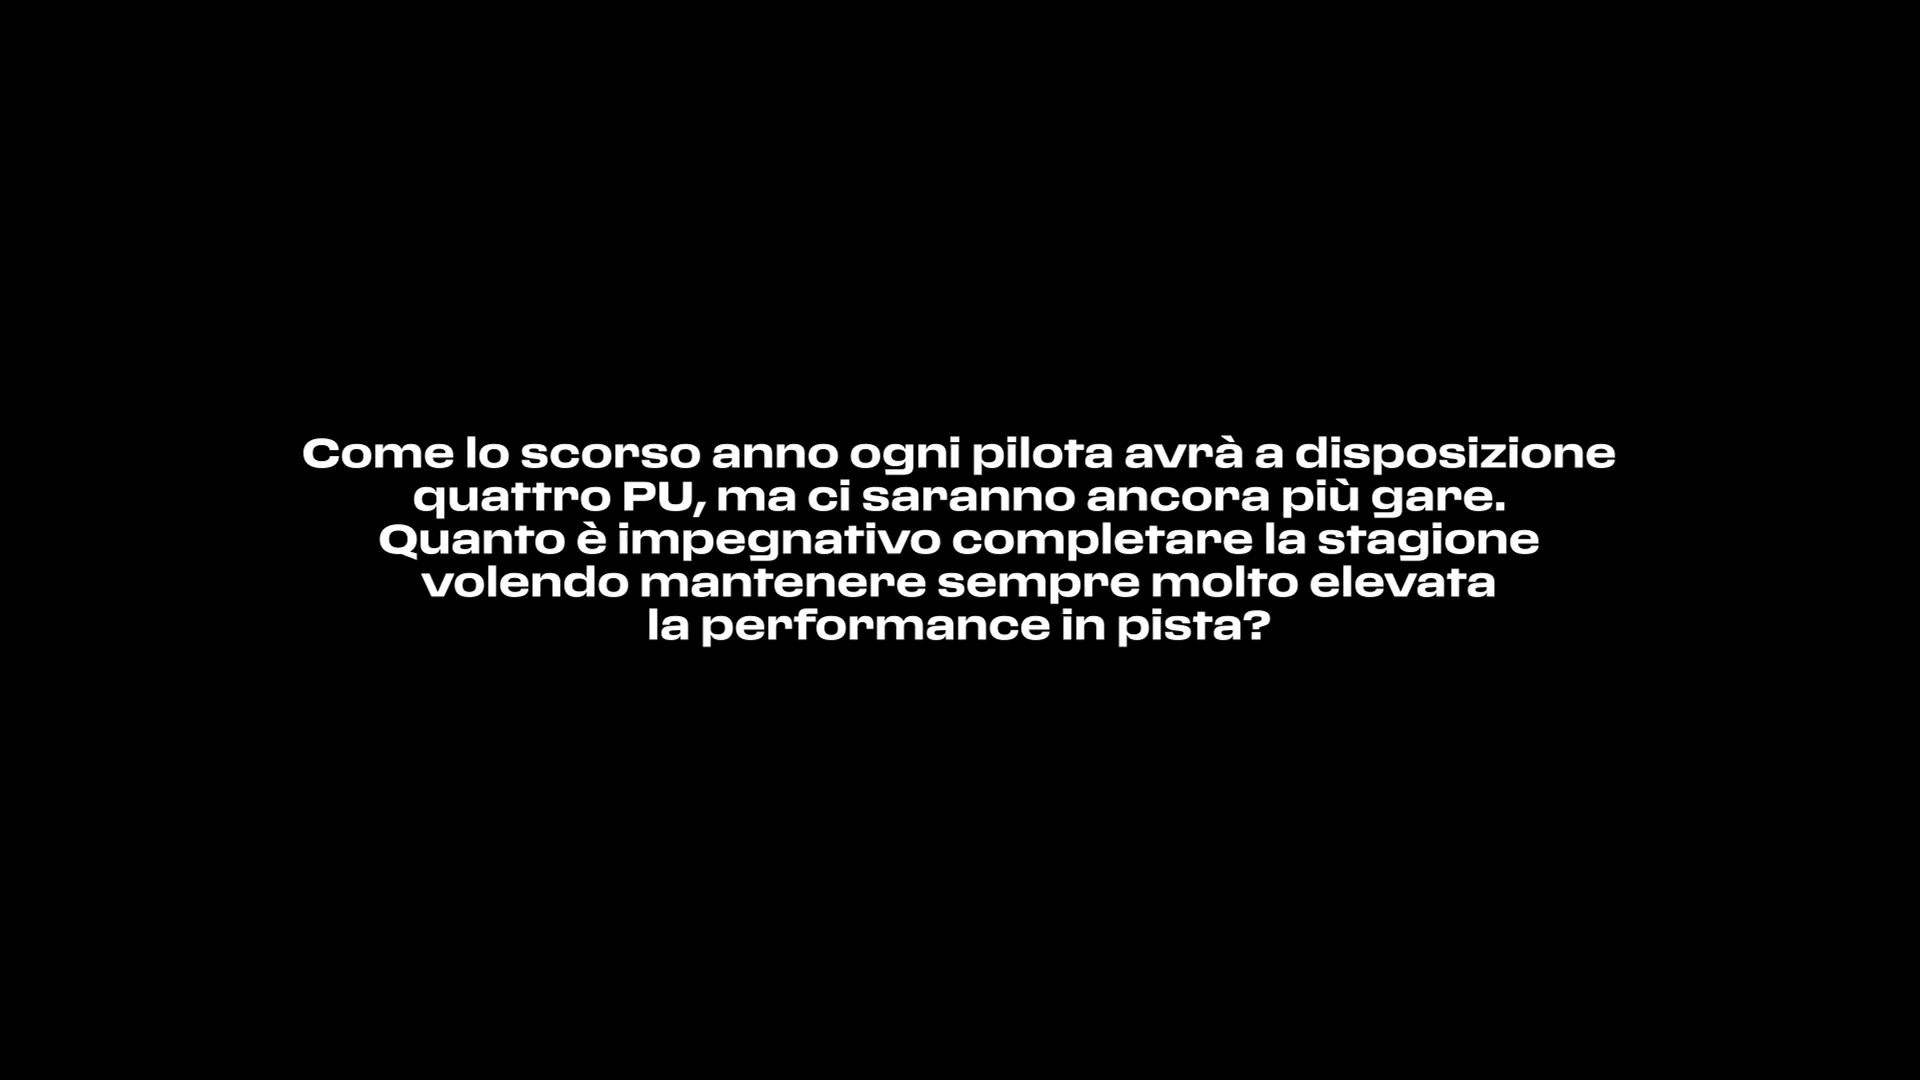 Come lo scorso anno ogni pilota avrà a disposizione
quattro PU, ma ci saranno ancora più gare.
Quanto è impegnativo completare la stagione
volendo mantenere sempre molto elevata
la performance in pista?